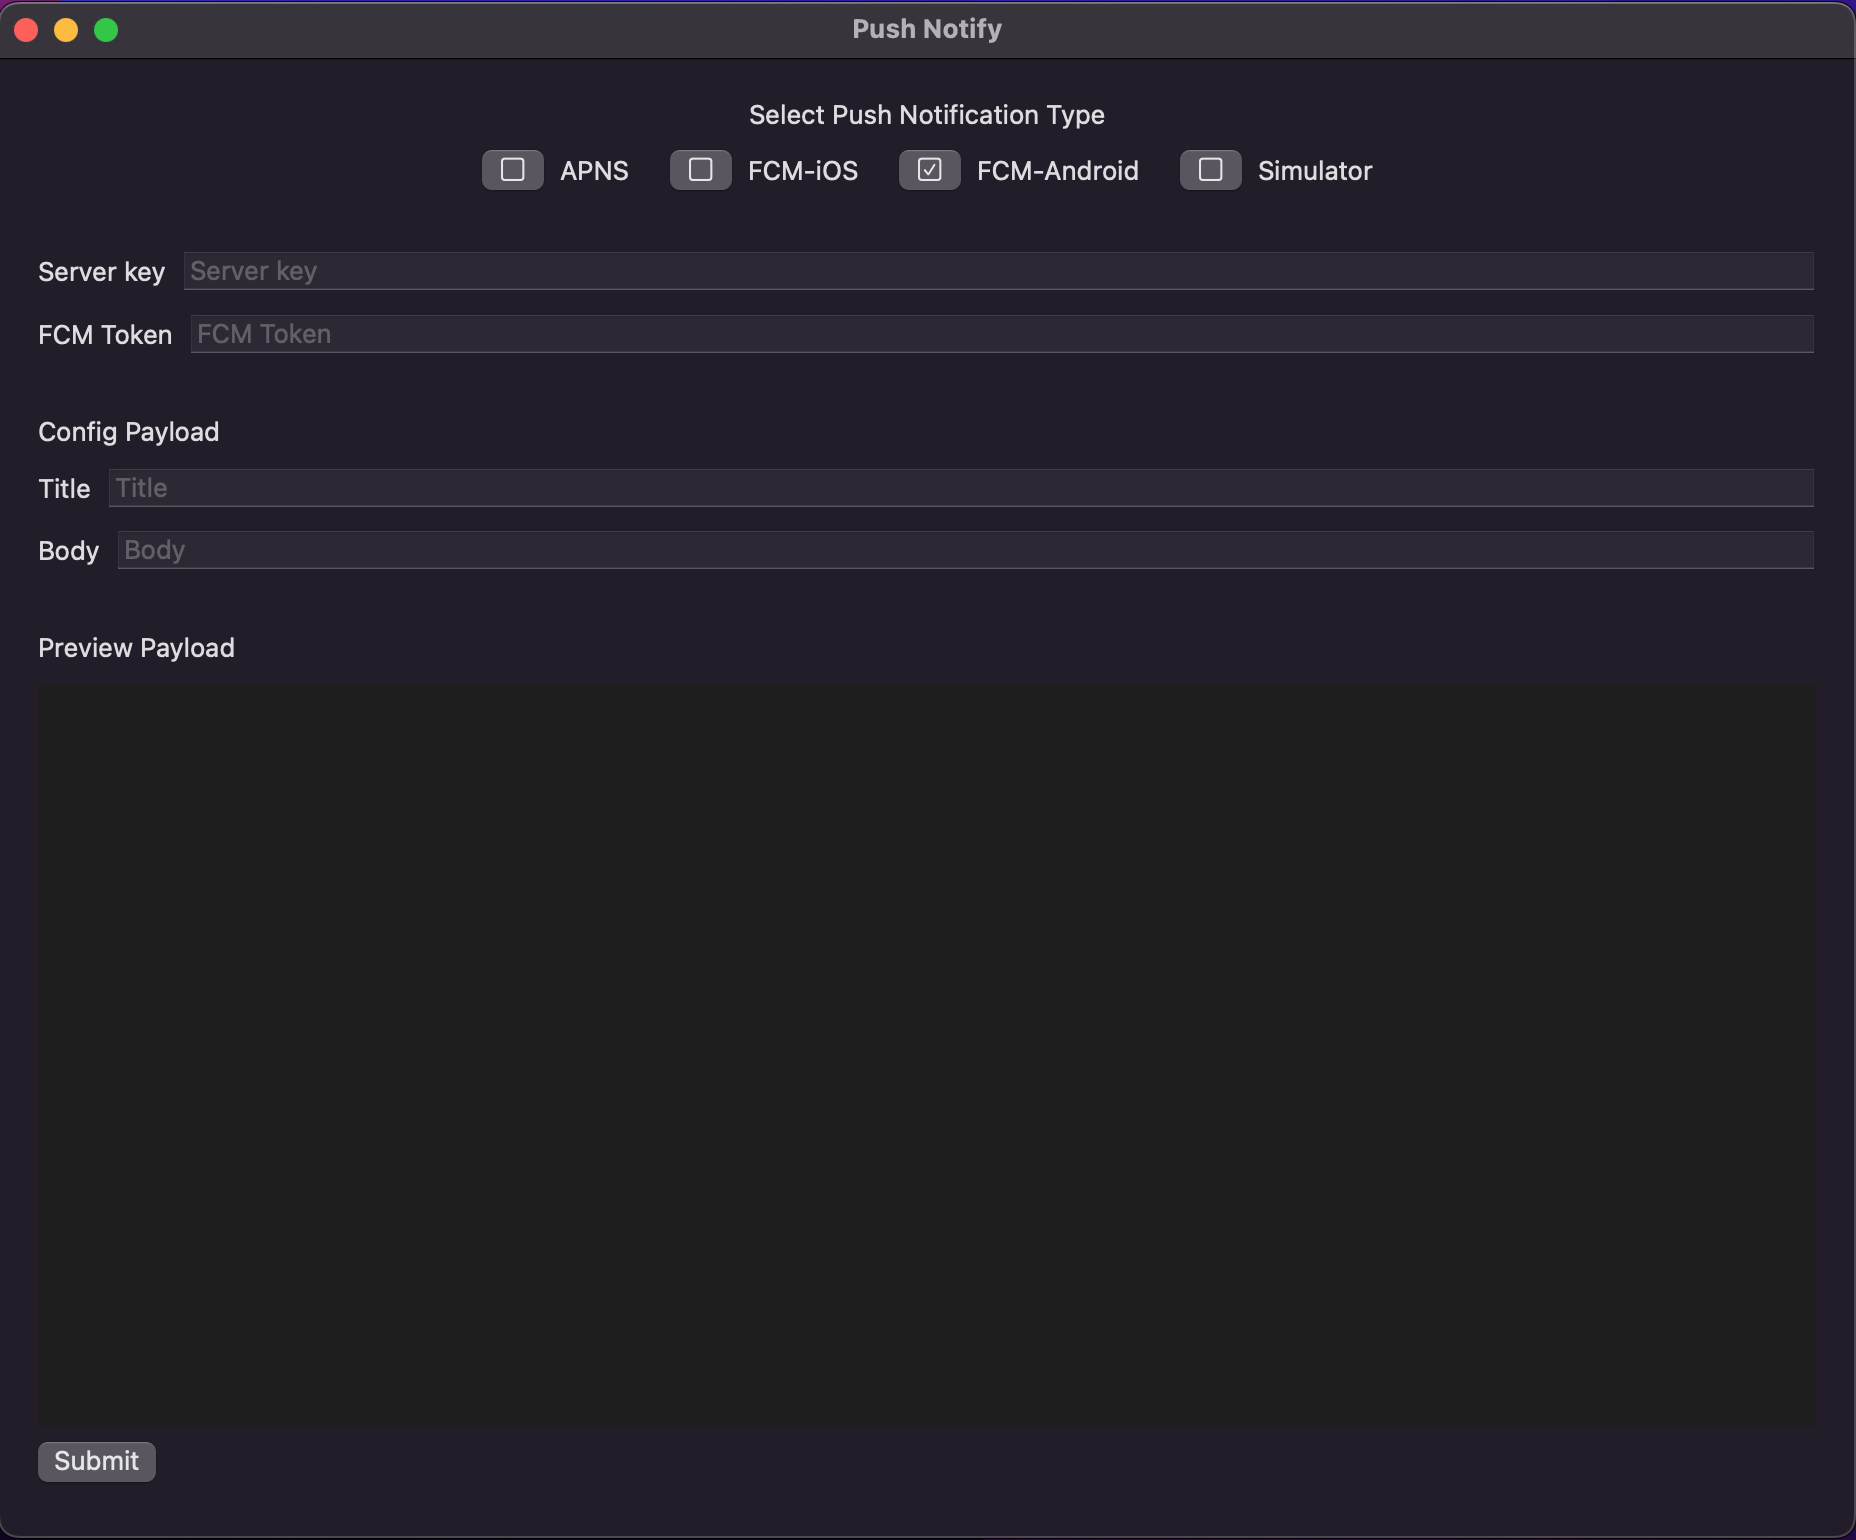 Push Notify
Select Push Notification Type
APNS FCM-iOS FCM-Android Simulator
Server key Server key
FCM Token FCM Token
Config Payload
Title Title
Body Body
Preview Payload
Submit